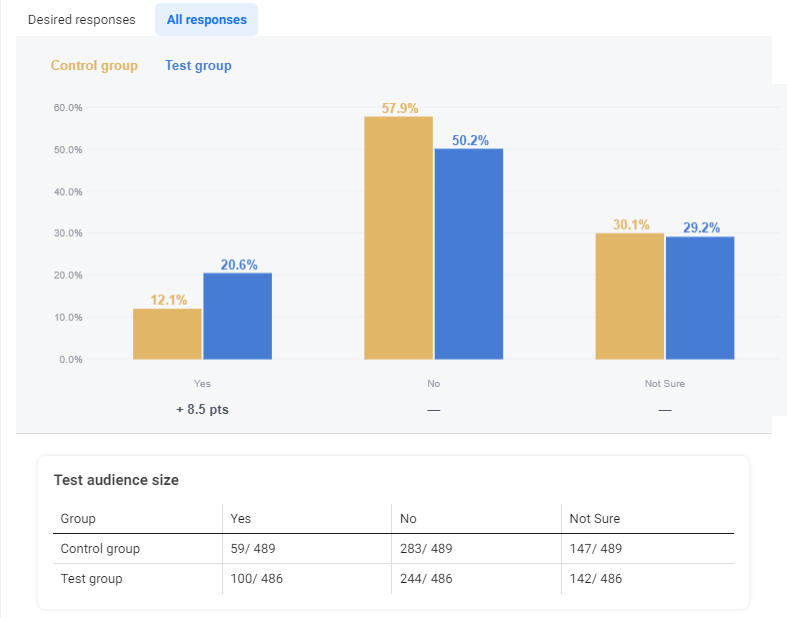 Desired responses All responses
Control group Test group
60.0%
50.0%
40.0%
30.0%
20.0%
10.0%
0.0%
12.1% 20.6% 57.9% 50.2% 30.1% 29.2%
Yes No Not Sure
+ 8.5 pts — —
Test audience size
Group Yes No Not Sure
Control group 59/ 489 283/ 489 147/ 489
Test group 100/ 486 244/ 486 142/ 486